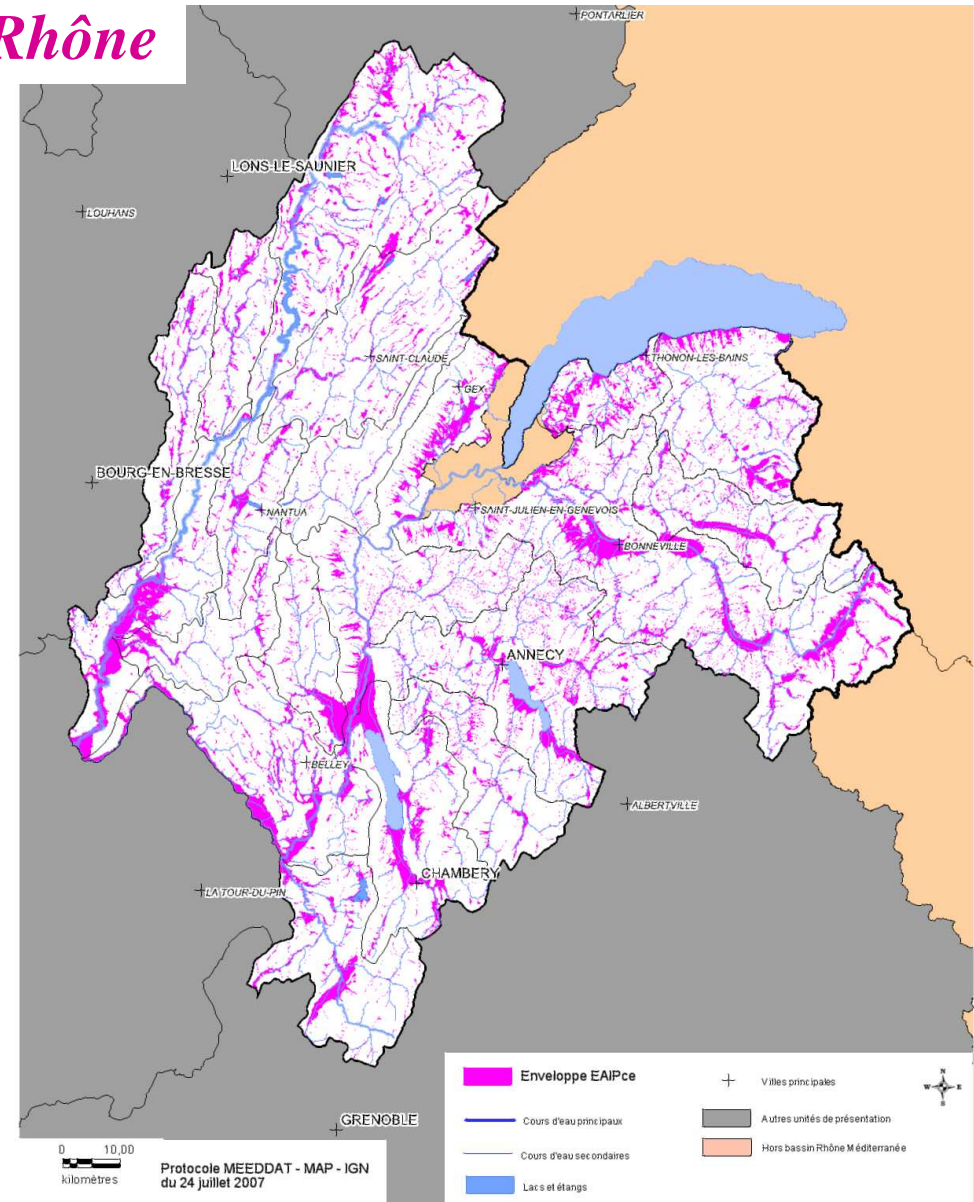 Rhône
PONTARLIER
LONS-LE-SAUNIER
LOUHANS
SAINT-CLAUDE
THONON-LES-BAINS
GEX
BOURG-EN-BRESSE
NANTUA
SAINT-JULIEN-EN-GENEVOIS
BONNEVILLE
ANNECY
BELLEY
ALBERTVILLE
CHAMBERY
LA TOUR-DU-PIN
GRENOBLE
0 10,00
kilomètres
Protocole MEEDDAT - MAP - IGN
du 24 juillet 2007
Enveloppe EAIPce
Cours d'eau principaux
Cours d'eau secondaires
Lacs et étangs
Villes principales
Autres unités de présentation
Hors bassin Rhône Méditerranée
N
W E
S